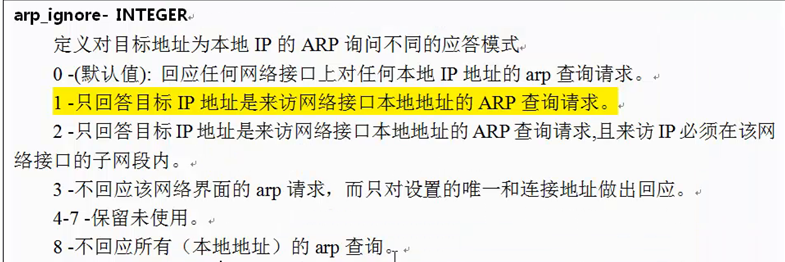 arp_ignore- INTEGER
定义对目标地址为本地 IP 的 ARP 询问不同的应答模式
0 -(默认值): 回应任何网络接口上对任何本地 IP 地址的 arp 查询请求。
1 -只回答目标 IP 地址是来访网络接口本地地址的 ARP 查询请求。
2 -只回答目标 IP 地址是来访网络接口本地地址的 ARP 查询请求,且来访 IP 必须在该网
络接口的子网段内。
3 -不回应该网络界面的 arp 请求，而只对设置的唯一和连接地址做出回应。
4-7 -保留未使用。
8 -不回应所有（本地地址）的 arp 查询。